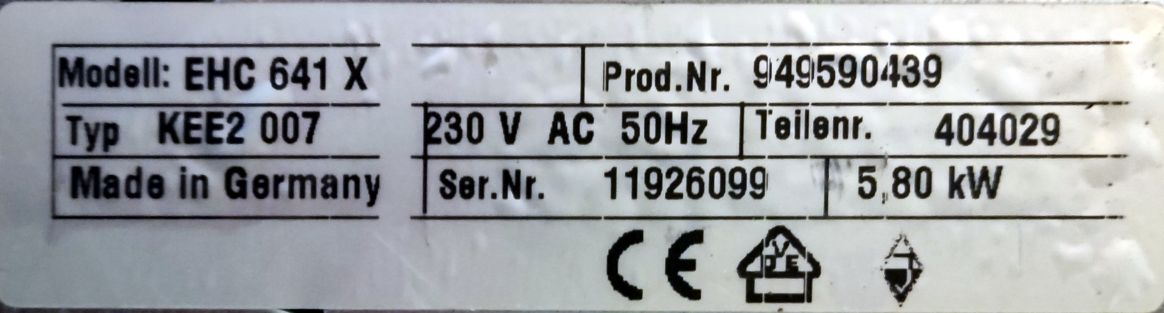 Modell: EHC 641 X Prod.Nr. 949590439
Typ KEE2 007 230 V AC 50Hz Teilenr. 404029
Made in Germany Ser.Nr. 11926099 5,80 kW
CE VDE